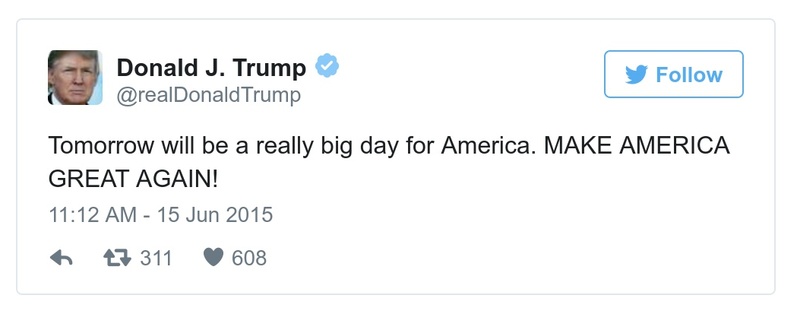 Donald J. Trump
Follow
@realDonaldTrump
Tomorrow will be a really big day for America. MAKE AMERICA
GREAT AGAIN!
11:12 AM - 15 Jun 2015
311 608